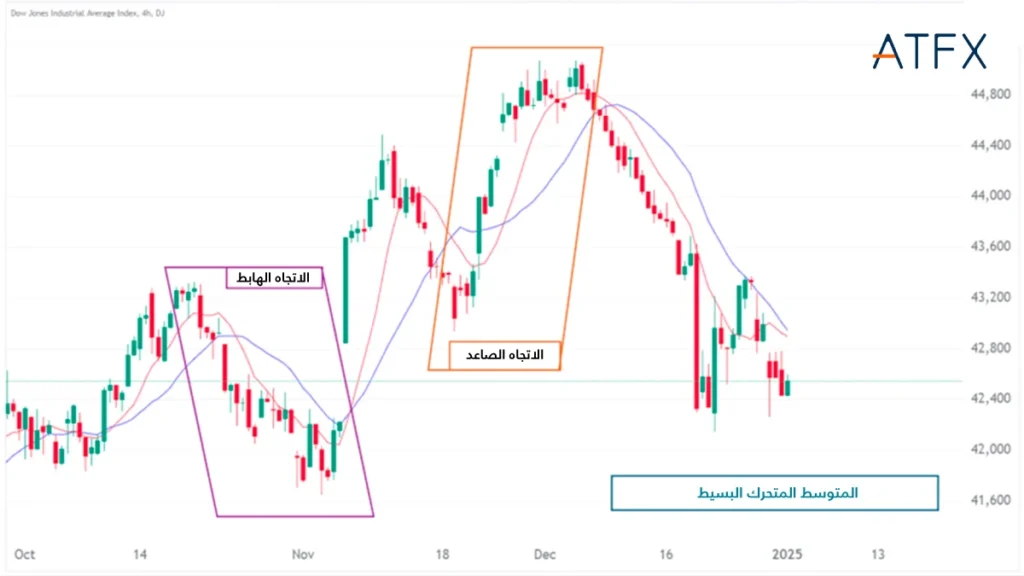 Dow Jones Industrial Average Index, 4h, DJ
ATFX
44,800
44,400
44,000
43,600
43,200
42,800
42,400
42,000
41,600
الاتجاه الهابط
الاتجاه الصاعد
المتوسط المتحرك البسيط
Oct 14 Nov 18 Dec 16 2025 13